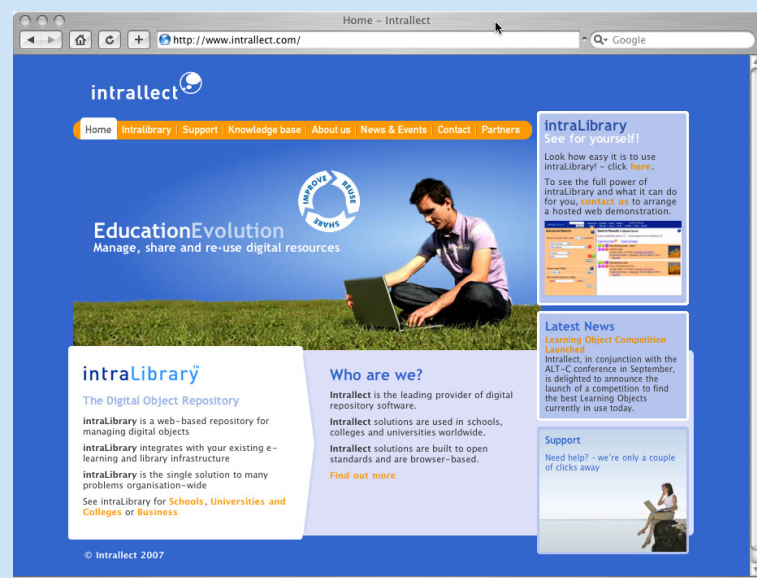 Home – Intrallect
http://www.intrallect.com/
Google
intrallect
Home
Intralibrary
Support
Knowledge base
About us
News & Events
Contact
Partners
IMPROVE
REUSE
SHARE
EducationEvolution
Manage, share and re-use digital resources
intraLibrary
See for yourself!
Look how easy it is to use
intraLibrary! – click here.
To see the full power of
intraLibrary and what it can do
for you, contact us to arrange
a hosted web demonstration.
Latest News
Learning Object Competition
Launched
Intrallect, in conjunction with the
ALT-C conference in September,
is delighted to announce the
launch of a competition to find
the best Learning Objects
currently in use today.
Support
Need help? – we're only a couple
of clicks away
intraLibrary™
The Digital Object Repository
intraLibrary is a web-based repository for
managing digital objects
intraLibrary integrates with your existing e-
learning and library infrastructure
intraLibrary is the single solution to many
problems organisation-wide
See intraLibrary for Schools, Universities and
Colleges or Business
Who are we?
Intrallect is the leading provider of digital
repository software.
Intrallect solutions are used in schools,
colleges and universities worldwide.
Intrallect solutions are built to open
standards and are browser-based.
Find out more
© Intrallect 2007